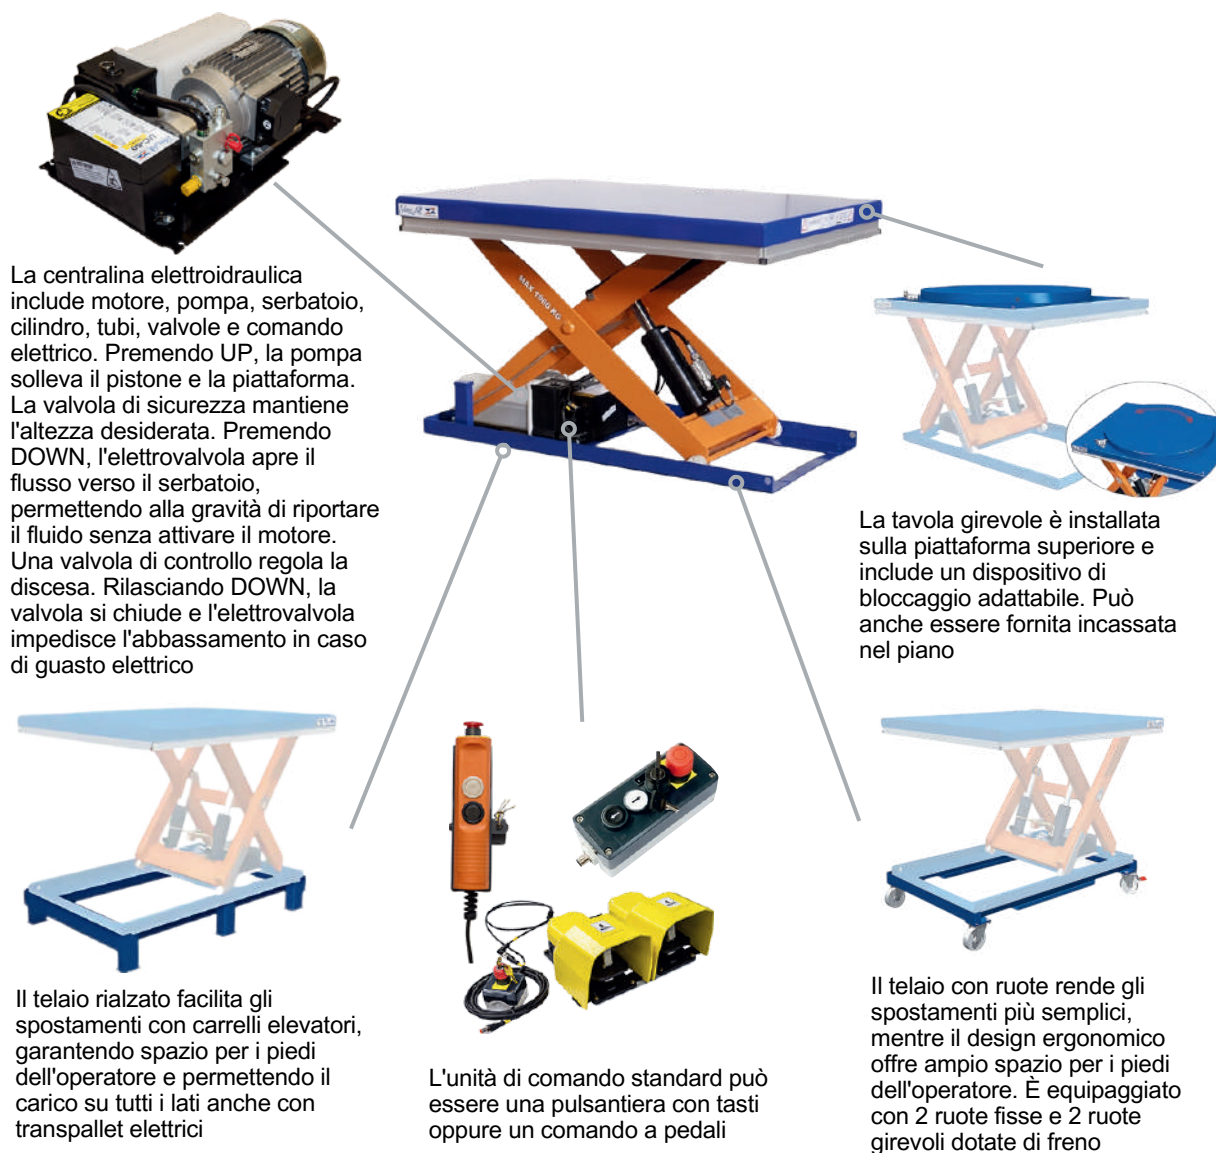 MAX 1900 KG
La centralina elettroidraulica
include motore, pompa, serbatoio,
cilindro, tubi, valvole e comando
elettrico. Premendo UP, la pompa
solleva il pistone e la piattaforma.
La valvola di sicurezza mantiene
l'altezza desiderata. Premendo
DOWN, l'elettrovalvola apre il
flusso verso il serbatoio,
permettendo alla gravità di riportare
il fluido senza attivare il motore.
Una valvola di controllo regola la
discesa. Rilasciando DOWN, la
valvola si chiude e l'elettrovalvola
impedisce l'abbassamento in caso
di guasto elettrico
La tavola girevole è installata
sulla piattaforma superiore e
include un dispositivo di
bloccaggio adattabile. Può
anche essere fornita incassata
nel piano
Il telaio rialzato facilita gli
spostamenti con carrelli elevatori,
garantendo spazio per i piedi
dell'operatore e permettendo il
carico su tutti i lati anche con
transpallet elettrici
L'unità di comando standard può
essere una pulsantiera con tasti
oppure un comando a pedali
Il telaio con ruote rende gli
spostamenti più semplici,
mentre il design ergonomico
offre ampio spazio per i piedi
dell'operatore. È equipaggiato
con 2 ruote fisse e 2 ruote
girevoli dotate di freno